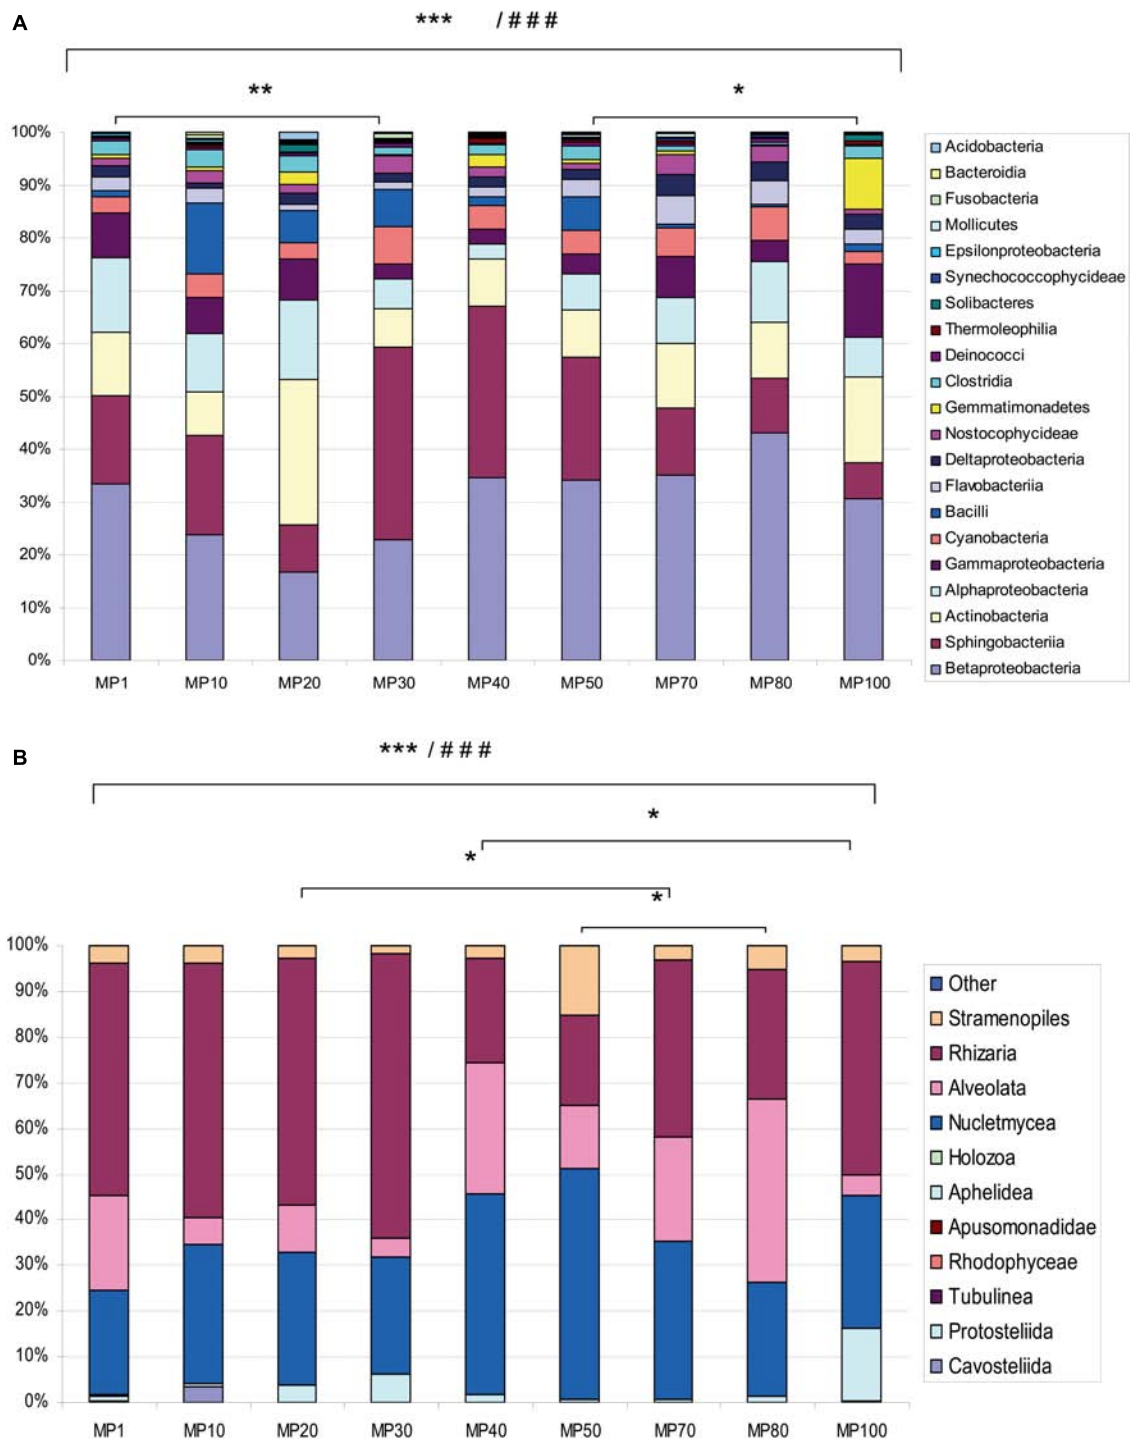 A
*** / # # #
** *
100%
90%
80%
70%
60%
50%
40%
30%
20%
10%
0%
MP1 MP10 MP20 MP30 MP40 MP50 MP70 MP80 MP100
Acidobacteria
Bacteroidia
Fusobacteria
Mollicutes
Epsilonproteobacteria
Synechococcophycideae
Solibacteres
Thermoleophilia
Deinococci
Clostridia
Gemmatimonadetes
Nostocophycideae
Deltaproteobacteria
Flavobacteriia
Bacilli
Cyanobacteria
Gammaproteobacteria
Alphaproteobacteria
Actinobacteria
Sphingobacteriia
Betaproteobacteria
B
*** / # # #
*
*
*
100%
90%
80%
70%
60%
50%
40%
30%
20%
10%
0%
MP1 MP10 MP20 MP30 MP40 MP50 MP70 MP80 MP100
Other
Stramenopiles
Rhizaria
Alveolata
Nucletmycea
Holozoa
Aphelidea
Apusomonadidae
Rhodophyceae
Tubulinea
Protosteliida
Cavosteliida